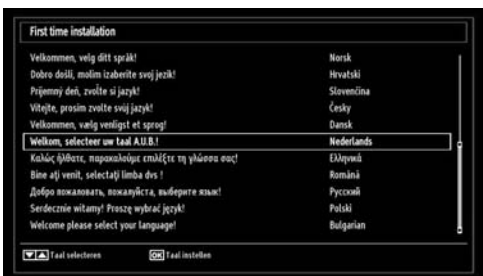 First time installation
Velkommen, velg ditt språk! Norsk
Dobro došli, molim izaberite svoj jezik! Hrvatski
Príjemný deň, zvoľte si jazyk! Slovenčina
Vítejte, prosim zvolte svůj jazyk! Česky
Velkommen, vælg venligst et sprog! Dansk
Welkom, selecteer uw taal A.U.B.! Nederlands
Καλώς ήλθατε, παρακαλούμε επιλέξτε τη γλώσσα σας! Ελληνικά
Bine aţi venit, selectaţi limba dvs ! Română
Добро пожаловать, пожалуйста, выберите язык! Русский
Serdecznie witamy! Proszę wybrać język! Polski
Welcome please select your language! Bulgarian
Taal selecteren OK Taal instellen